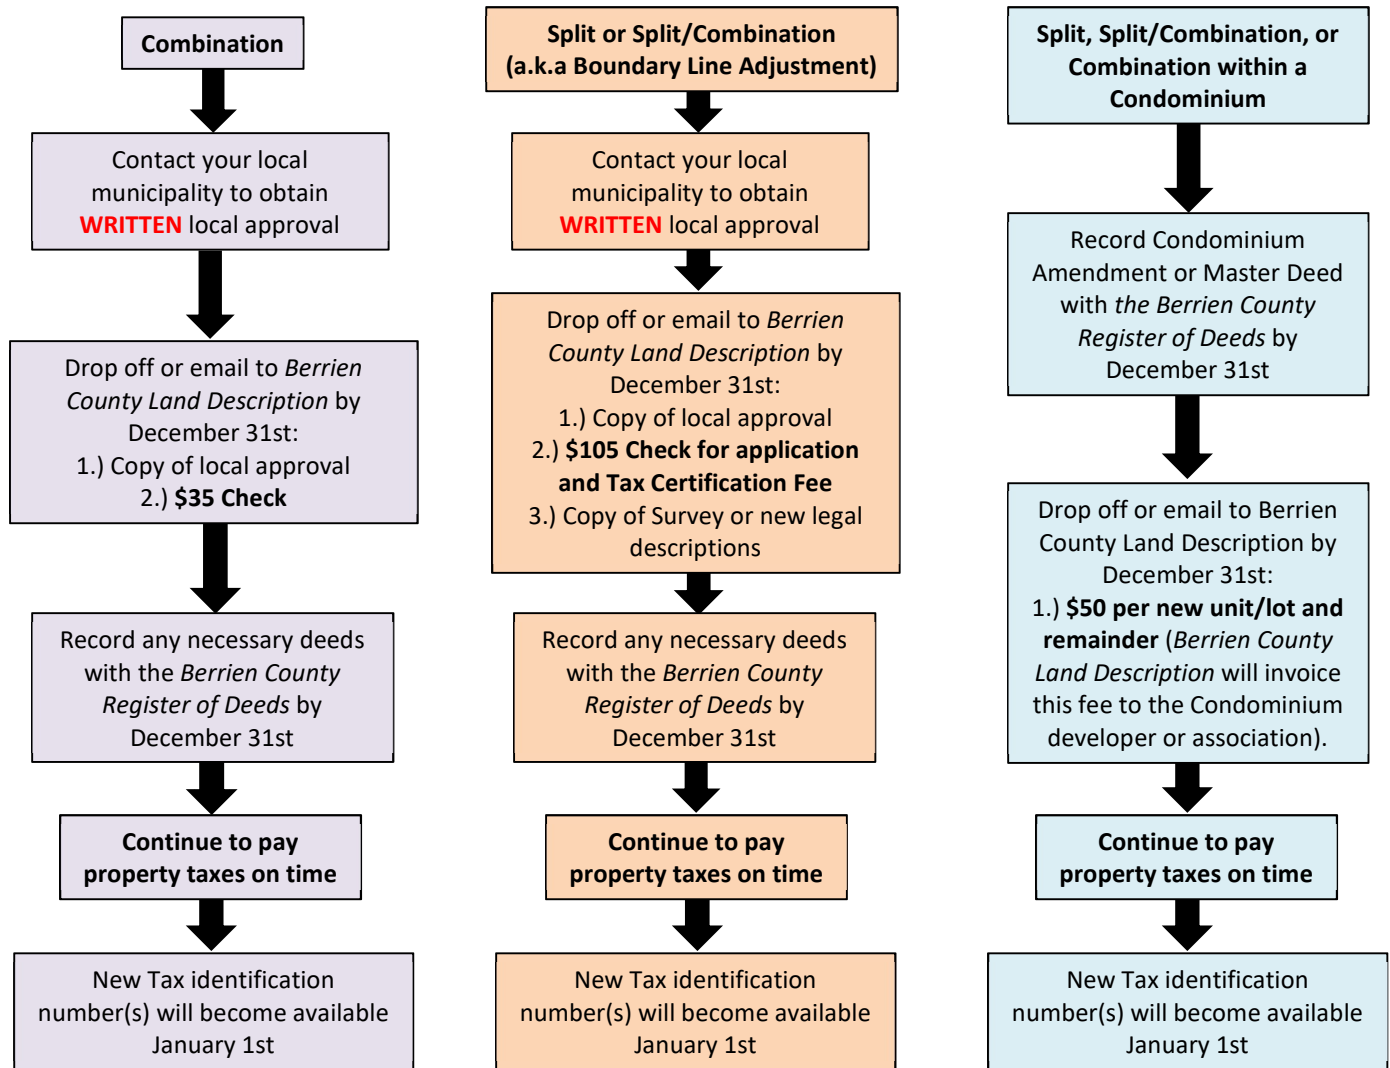 Combination
Contact your local
municipality to obtain
WRITTEN local approval
Drop off or email to Berrien
County Land Description by
December 31st:
1.) Copy of local approval
2.) $35 Check
Record any necessary deeds
with the Berrien County
Register of Deeds by
December 31st
Continue to pay
property taxes on time
New Tax identification
number(s) will become available
January 1st
Split or Split/Combination
(a.k.a Boundary Line Adjustment)
Contact your local
municipality to obtain
WRITTEN local approval
Drop off or email to Berrien
County Land Description by
December 31st:
1.) Copy of local approval
2.) $105 Check for application
and Tax Certification Fee
3.) Copy of Survey or new legal
descriptions
Record any necessary deeds
with the Berrien County
Register of Deeds by
December 31st
Continue to pay
property taxes on time
New Tax identification
number(s) will become available
January 1st
Split, Split/Combination, or
Combination within a
Condominium
Record Condominium
Amendment or Master Deed
with the Berrien County
Register of Deeds by
December 31st
Drop off or email to Berrien
County Land Description by
December 31st:
1.) $50 per new unit/lot and
remainder (Berrien County
Land Description will invoice
this fee to the Condominium
developer or association).
Continue to pay
property taxes on time
New Tax identification
number(s) will become available
January 1st